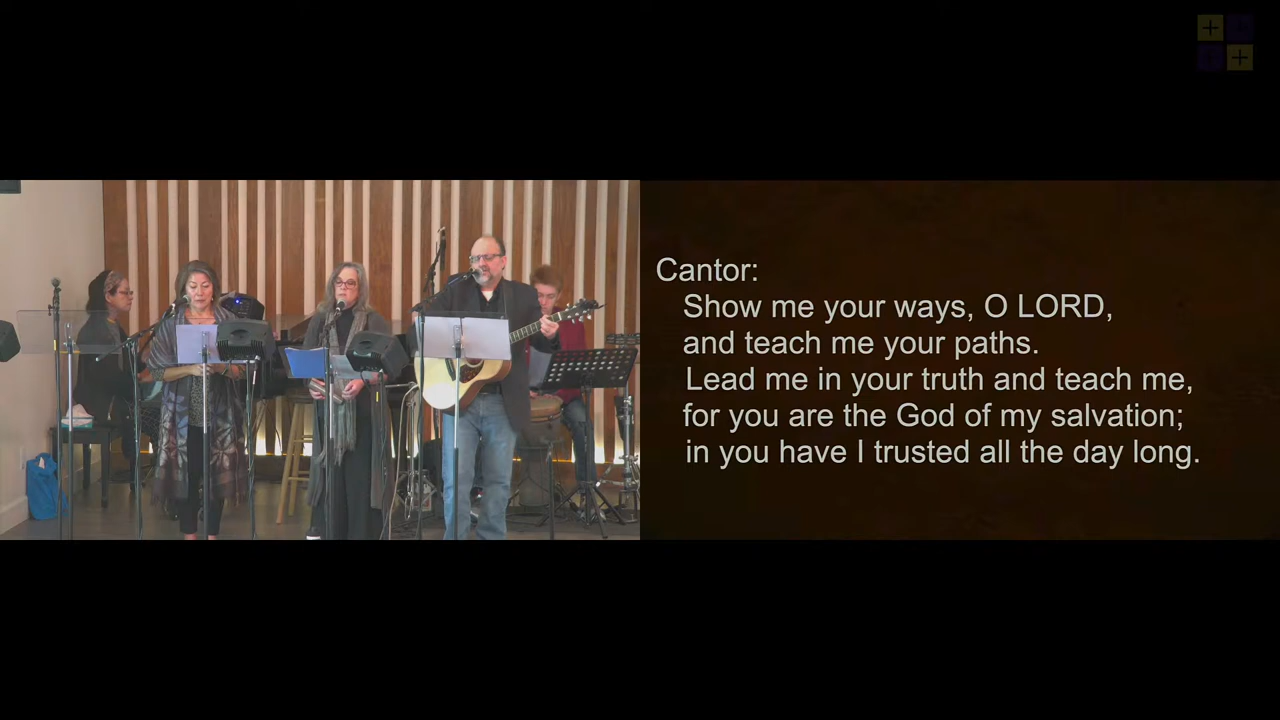 Cantor:
Show me your ways, O LORD,
and teach me your paths.
Lead me in your truth and teach me,
for you are the God of my salvation;
in you have I trusted all the day long.